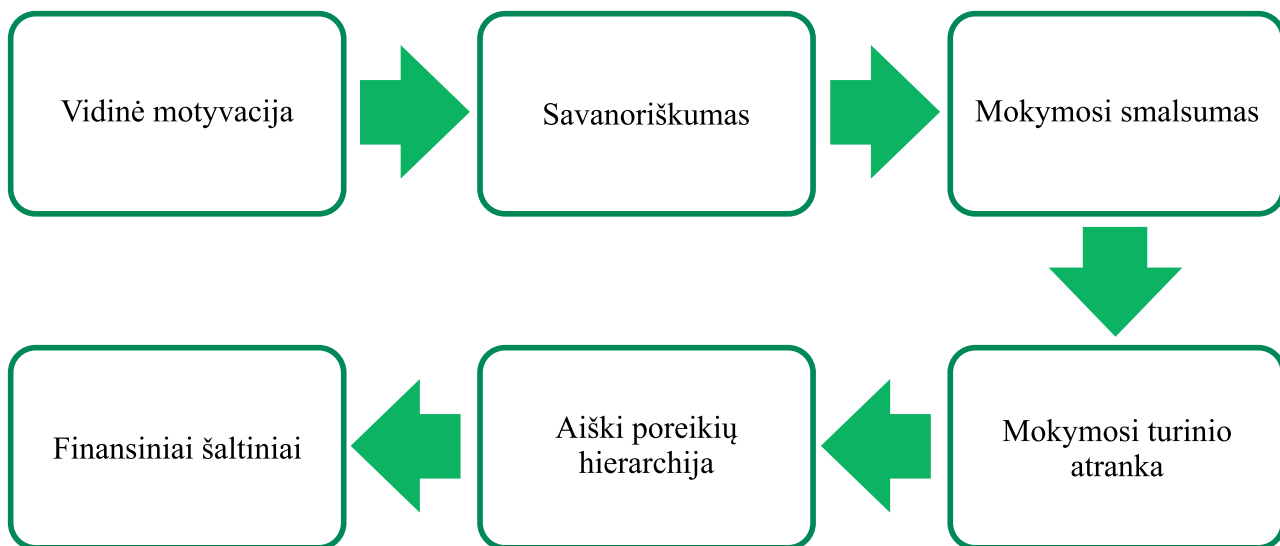 Vidinė motyvacija
Savanoriškumas
Mokymosi smalsumas
Mokymosi turinio
atranka
Aiški poreikių
hierarchija
Finansiniai šaltiniai